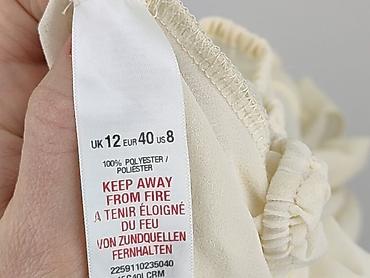 UK 12 EUR 40 US 8
100% POLYESTER /
POLIESTER
KEEP AWAY
FROM FIRE
A TENIR ÉLOIGNÉ
DU FEU
VON ZUNDQUELLEN
FERNHALTEN
2259110235040